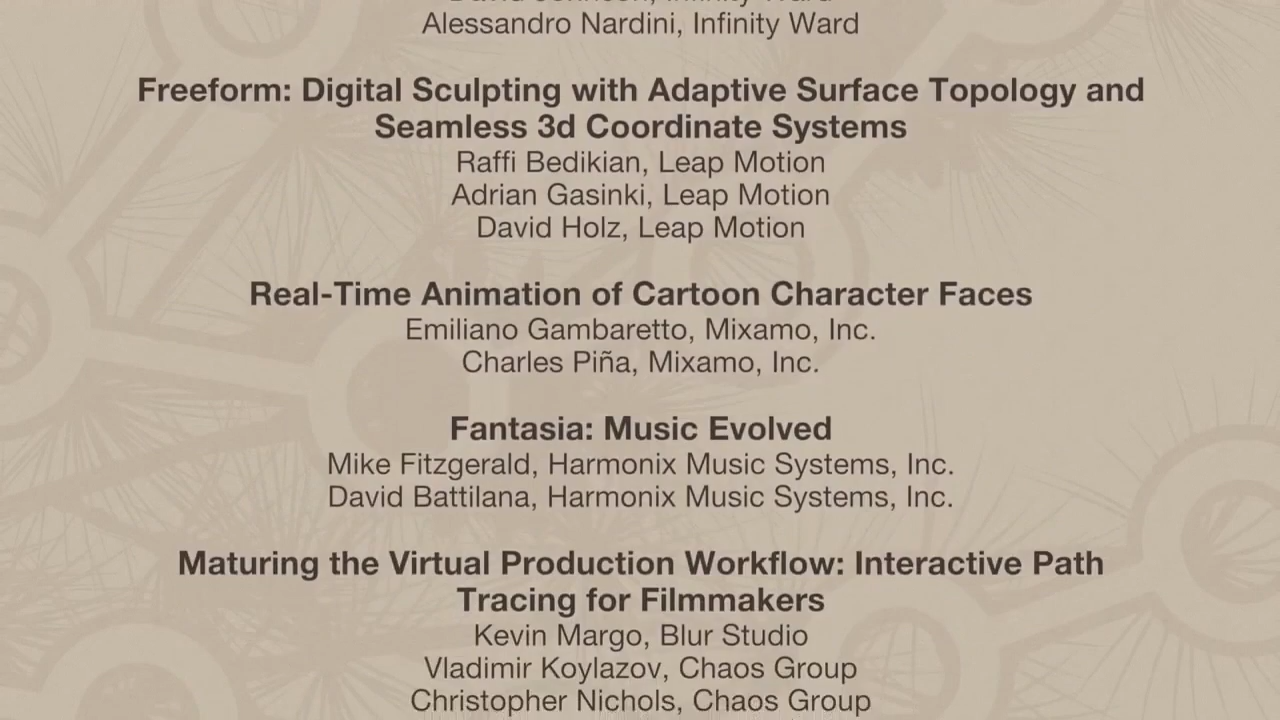 Alessandro Nardini, Infinity Ward
Freeform: Digital Sculpting with Adaptive Surface Topology and
Seamless 3d Coordinate Systems
Raffi Bedikian, Leap Motion
Adrian Gasinki, Leap Motion
David Holz, Leap Motion
Real-Time Animation of Cartoon Character Faces
Emiliano Gambaretto, Mixamo, Inc.
Charles Piña, Mixamo, Inc.
Fantasia: Music Evolved
Mike Fitzgerald, Harmonix Music Systems, Inc.
David Battilana, Harmonix Music Systems, Inc.
Maturing the Virtual Production Workflow: Interactive Path
Tracing for Filmmakers
Kevin Margo, Blur Studio
Vladimir Koylazov, Chaos Group
Christopher Nichols, Chaos Group